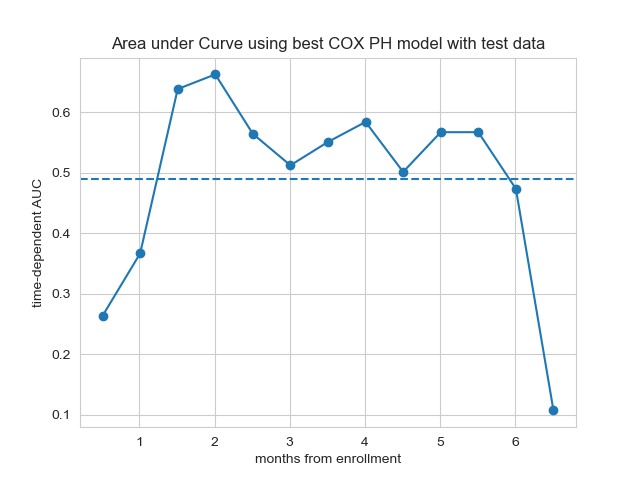 Area under Curve using best COX PH model with test data
time-dependent AUC
0.6
0.5
0.4
0.3
0.2
0.1
1 2 3 4 5 6
months from enrollment